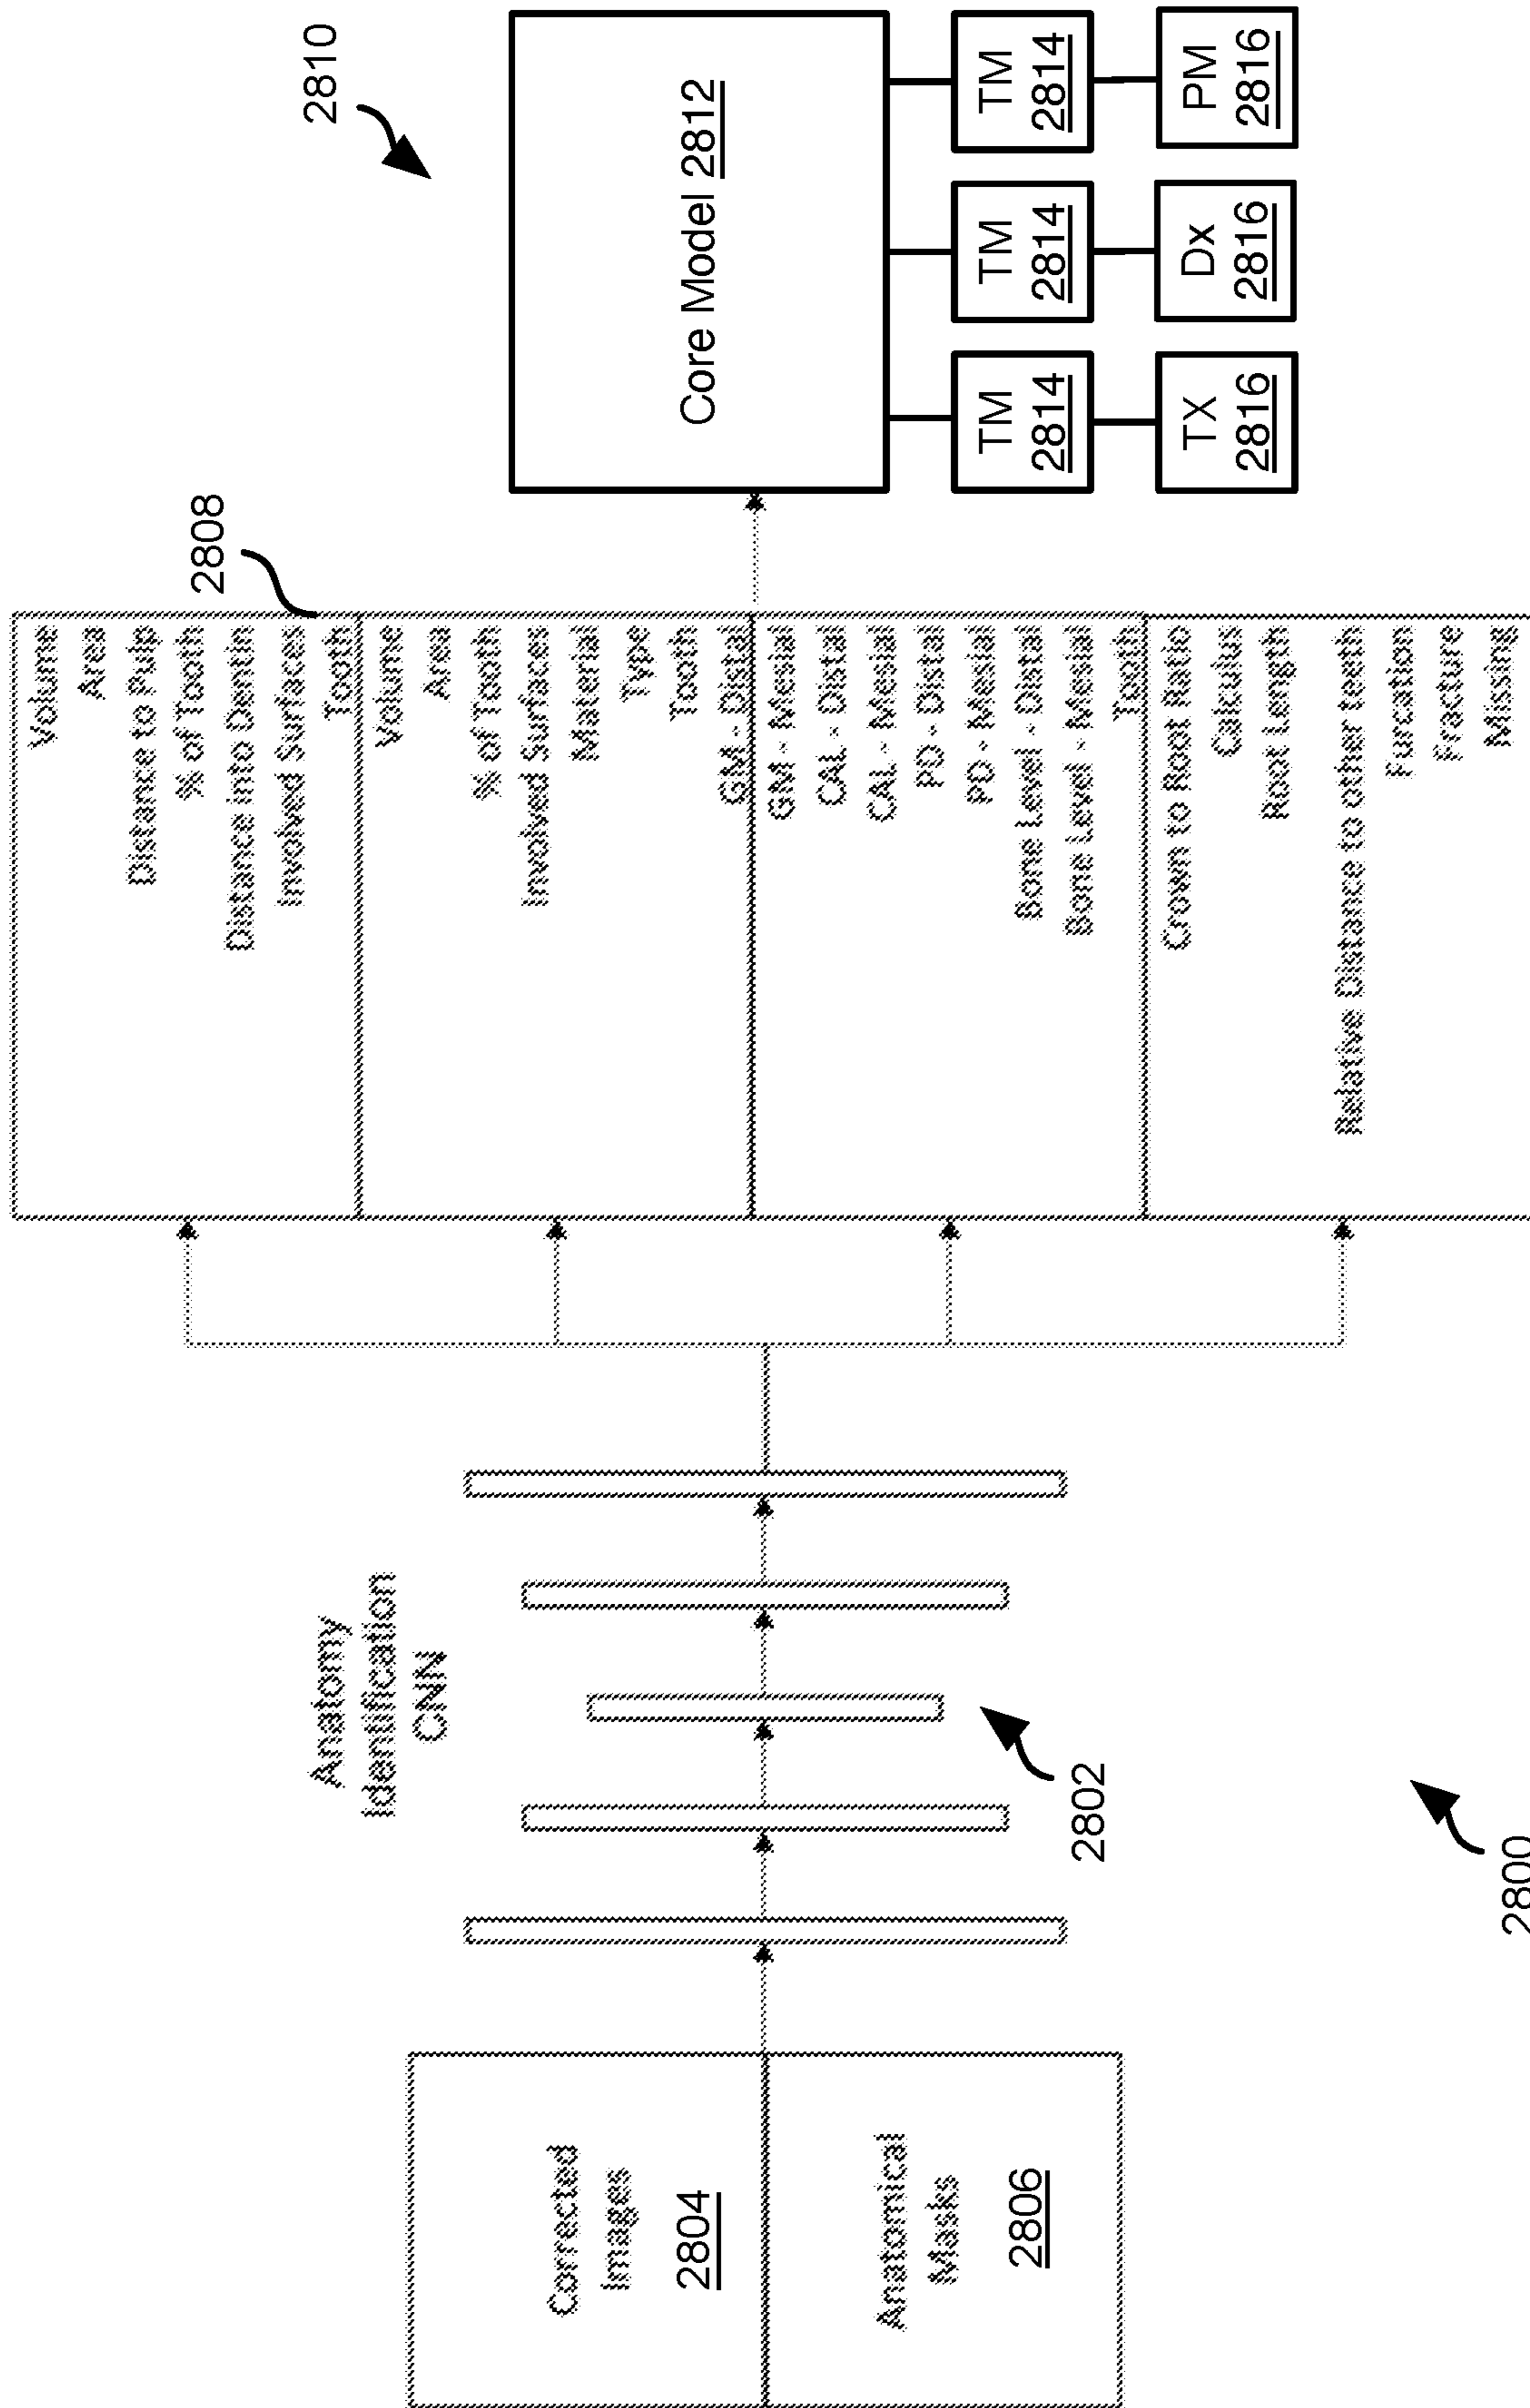 Corrected
Images
2804
Anatomical
Masks
2806
Anatomy
Identification
CNN
2802
2800
2808
Volume
Area
Distance to Pulp
% of Tooth
Distance into Dentin
Involved Surfaces
Tooth
Volume
Area
% of Tooth
Involved Surfaces
Material
Type
Tooth
GM - Distal
GM - Mesial
CAL - Distal
CAL - Mesial
PD - Distal
PD - Mesial
Bone Level - Distal
Bone Level - Mesial
Tooth
Crown to Root Ratio
Calculus
Root Length
Relative Distance to other teeth
Furcation
Fracture
Missing
2810
Core Model 2812
TM
2814
TM
2814
TM
2814
TX
2816
Dx
2816
PM
2816